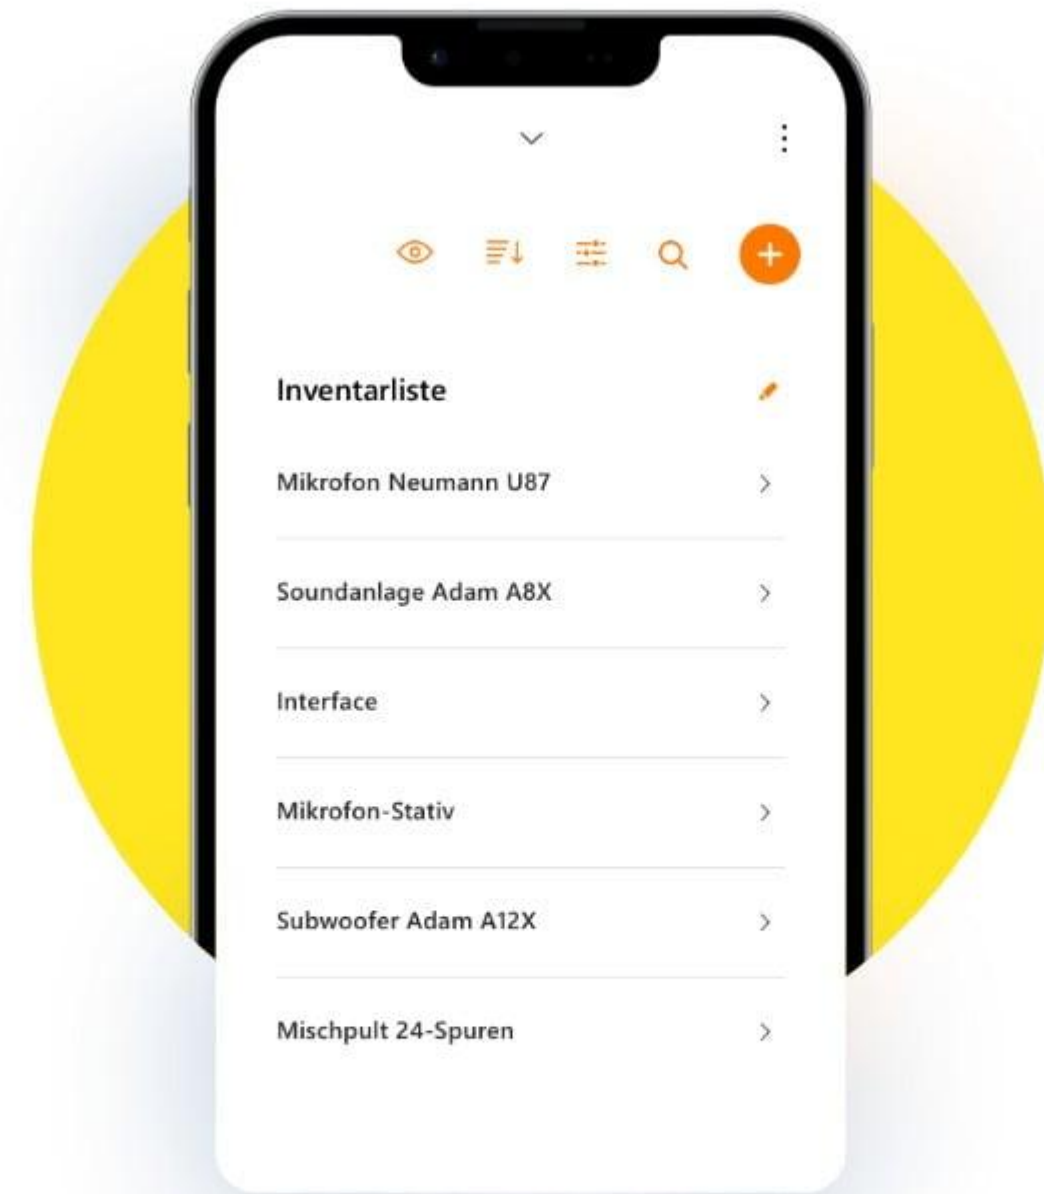 Inventarliste
Mikrofon Neumann U87
Soundanlage Adam A8X
Interface
Mikrofon-Stativ
Subwoofer Adam A12X
Mischpult 24-Spuren